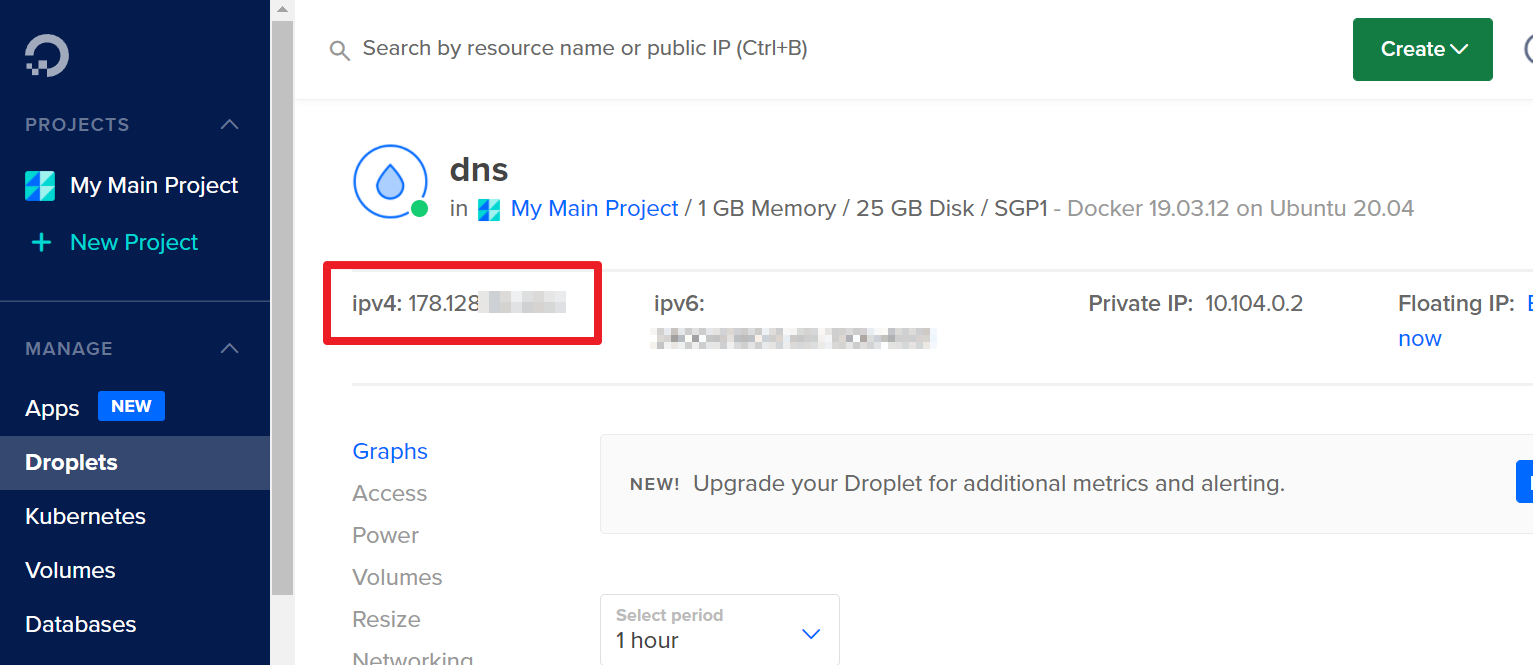 Search by resource name or public IP (Ctrl+B)
Create
PROJECTS
My Main Project
New Project
MANAGE
Apps NEW
Droplets
Kubernetes
Volumes
Databases
dns
in My Main Project / 1 GB Memory / 25 GB Disk / SGP1 - Docker 19.03.12 on Ubuntu 20.04
ipv4: 178.128
ipv6:
Private IP: 10.104.0.2
Floating IP:
now
Graphs
Access
Power
Volumes
Resize
Networking
NEW! Upgrade your Droplet for additional metrics and alerting.
Select period
1 hour